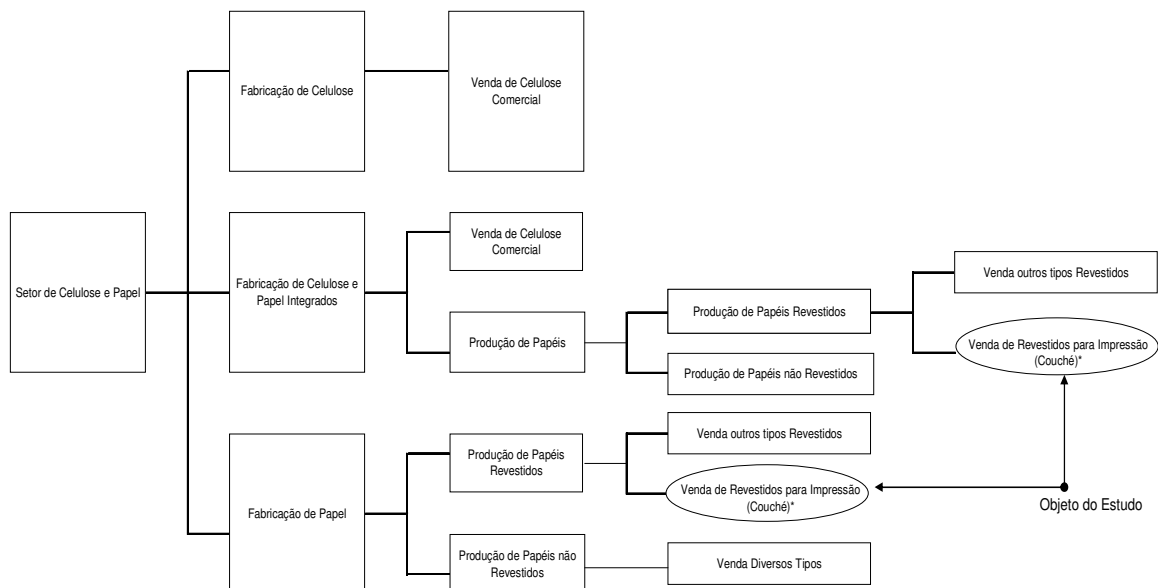 Fabricação de Celulose
Venda de Celulose
Comercial
Setor de Celulose e Papel
Fabricação de Celulose e
Papel Integrados
Venda de Celulose
Comercial
Produção de Papéis
Produção de Papéis Revestidos
Produção de Papéis não Revestidos
Venda outros tipos Revestidos
Venda de Revestidos para Impressão
(Couché)*
Fabricação de Papel
Produção de Papéis
Revestidos
Venda outros tipos Revestidos
Venda de Revestidos para Impressão
(Couché)*
Objeto do Estudo
Produção de Papéis não
Revestidos
Venda Diversos Tipos